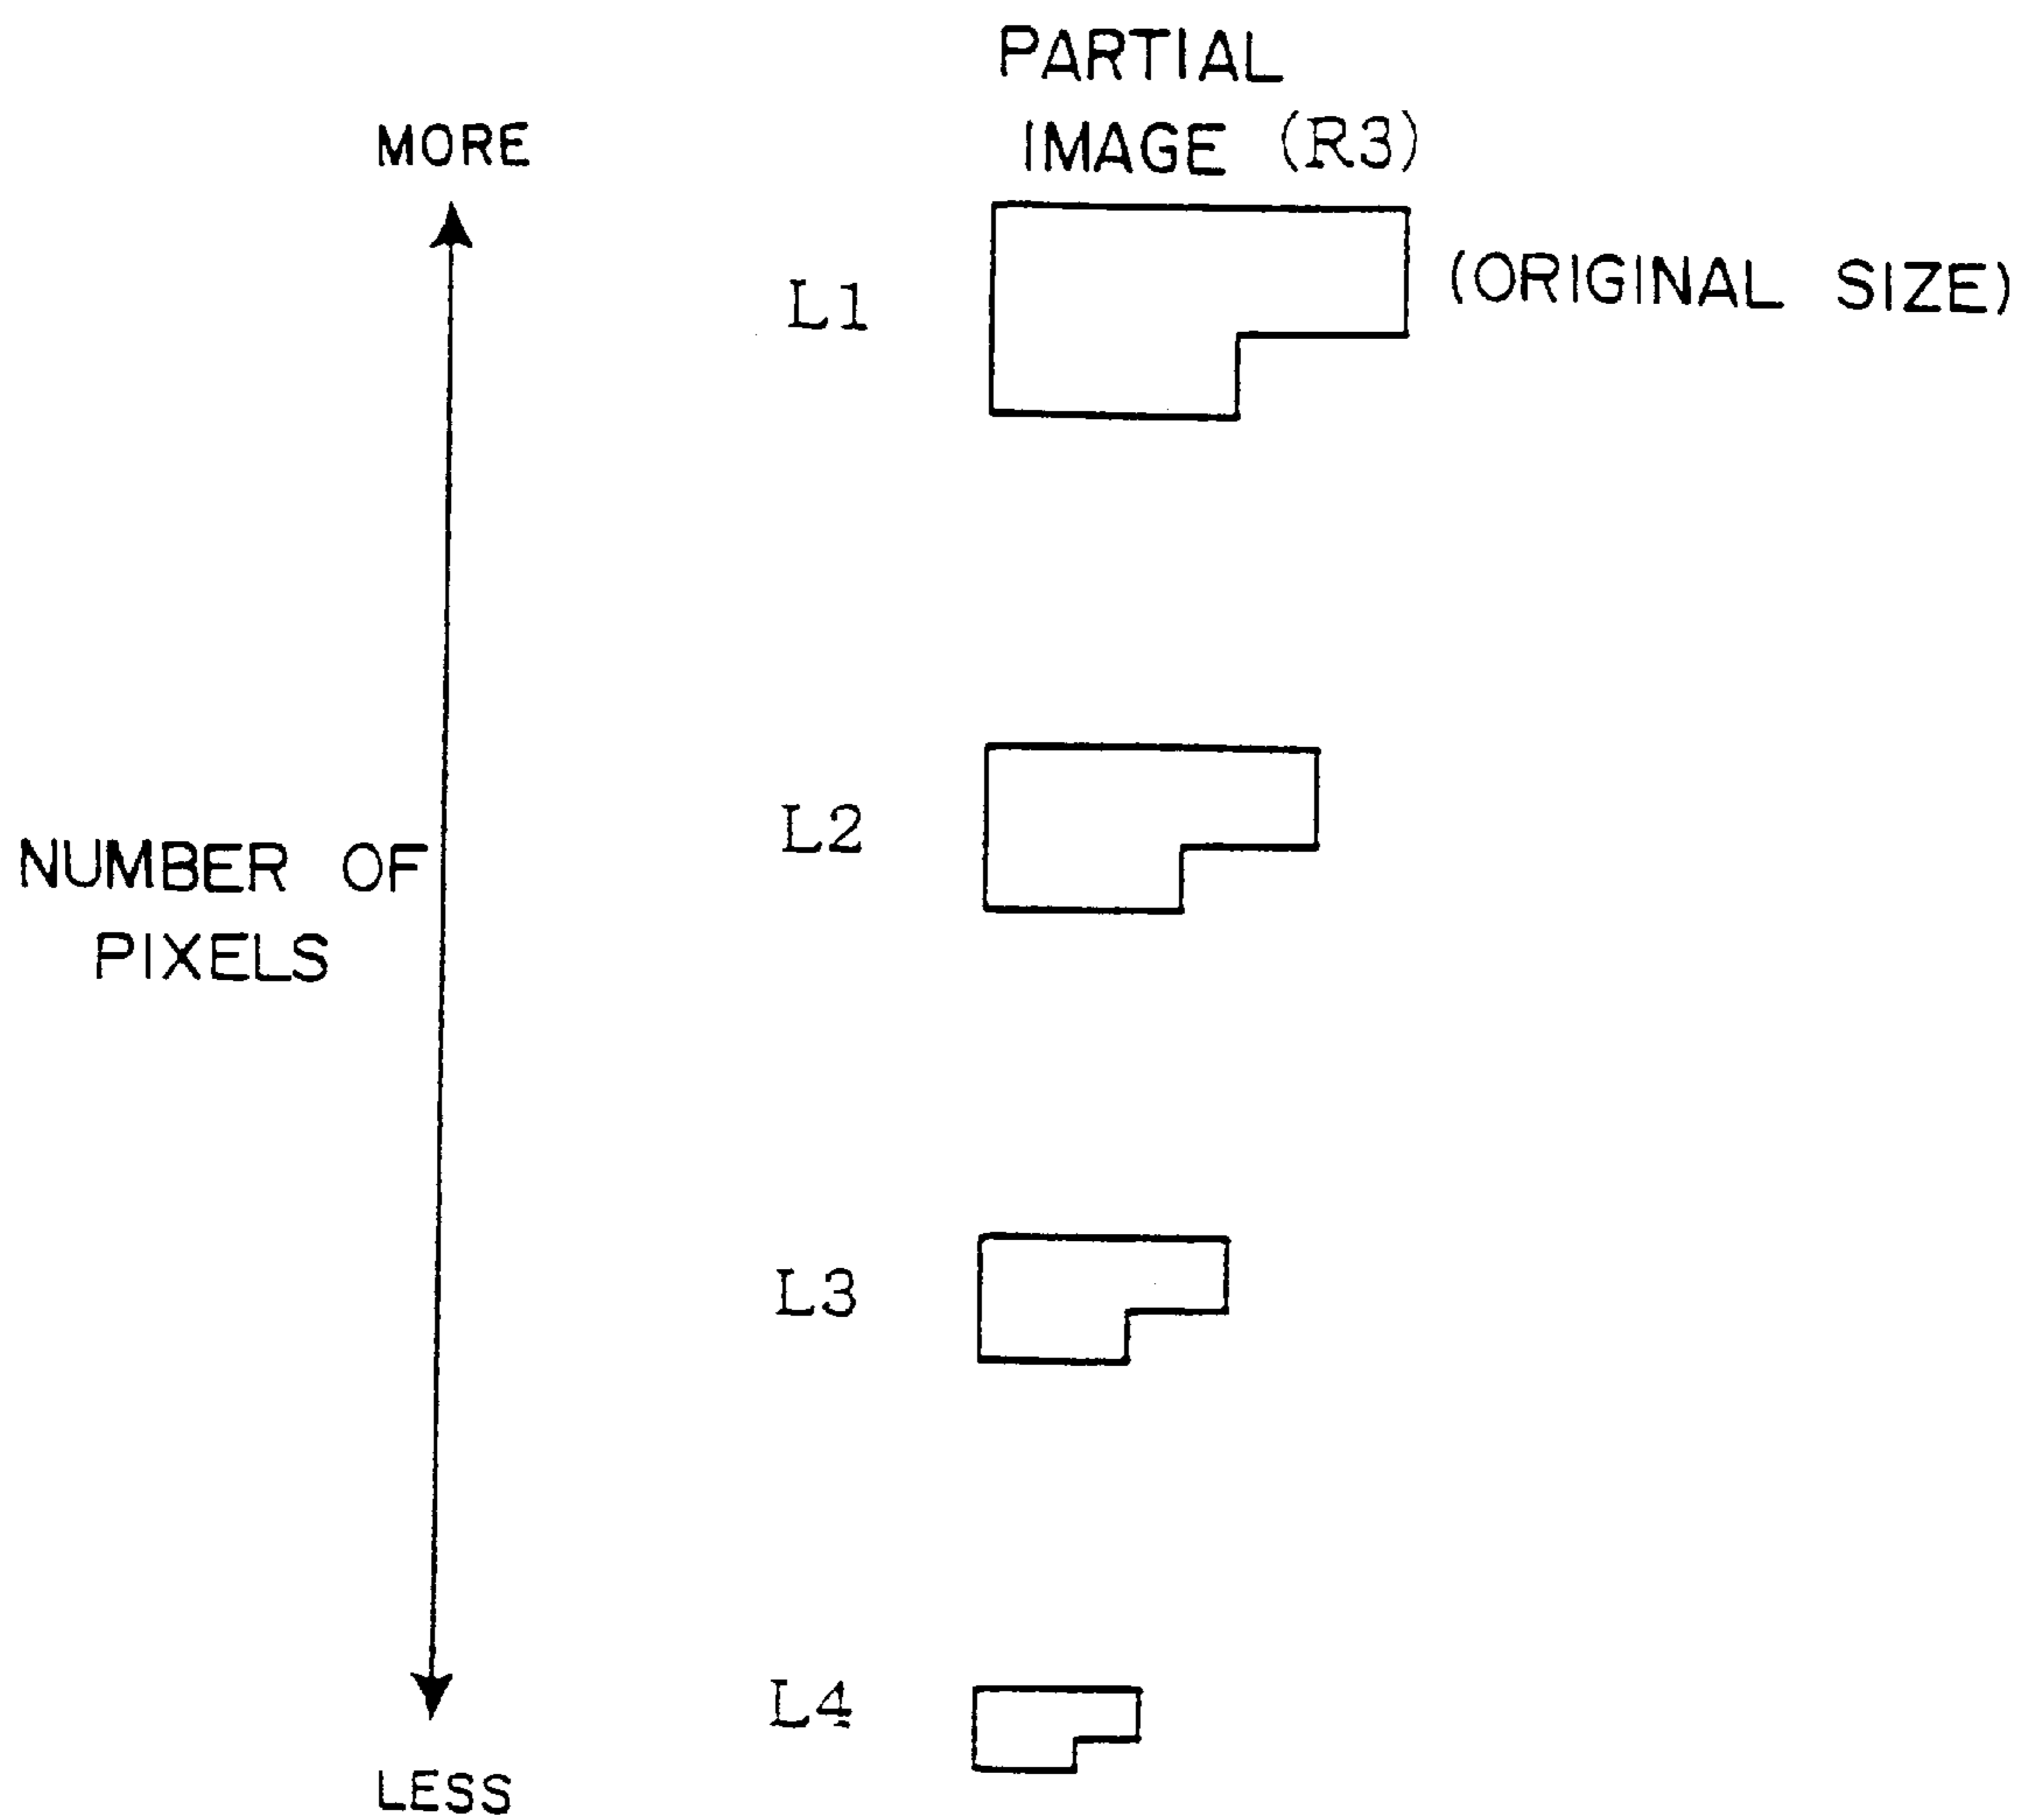 PARTIAL
IMAGE (R3)
MORE
L1
(ORIGINAL SIZE)
L2
NUMBER OF
PIXELS
L3
L4
LESS